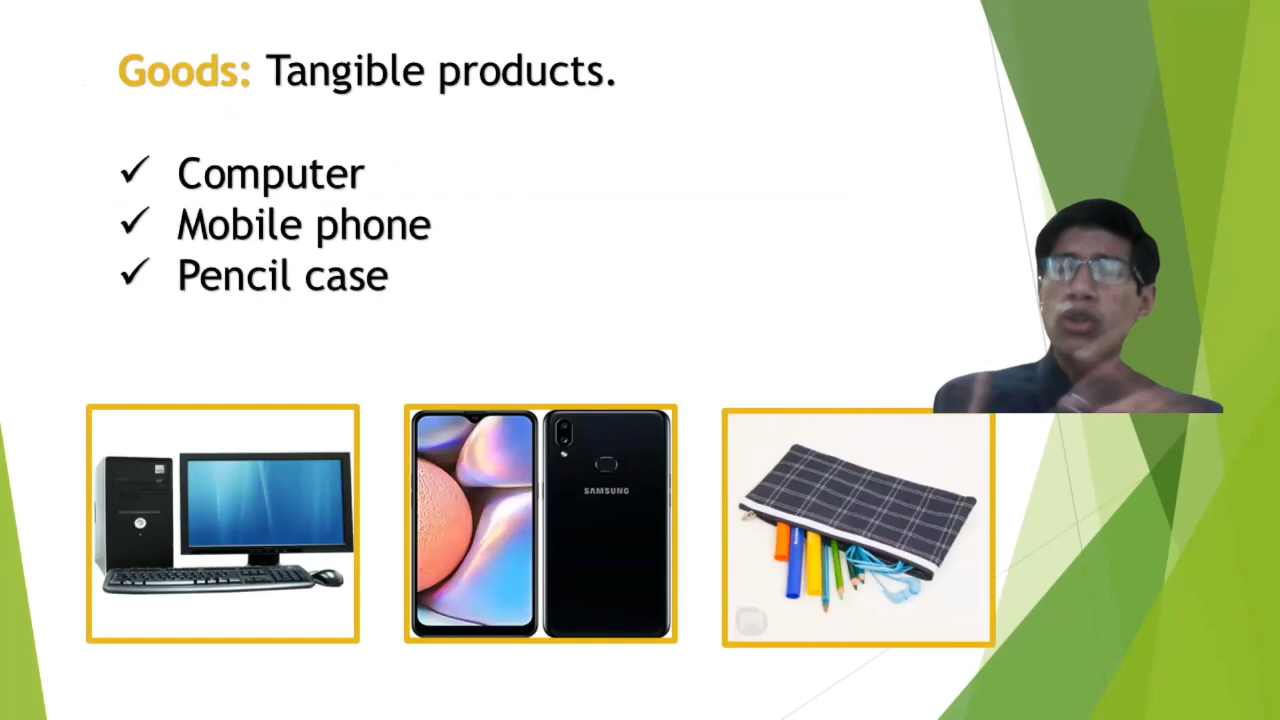 Goods: Tangible products.
✓ Computer
✓ Mobile phone
✓ Pencil case
SAMSUNG